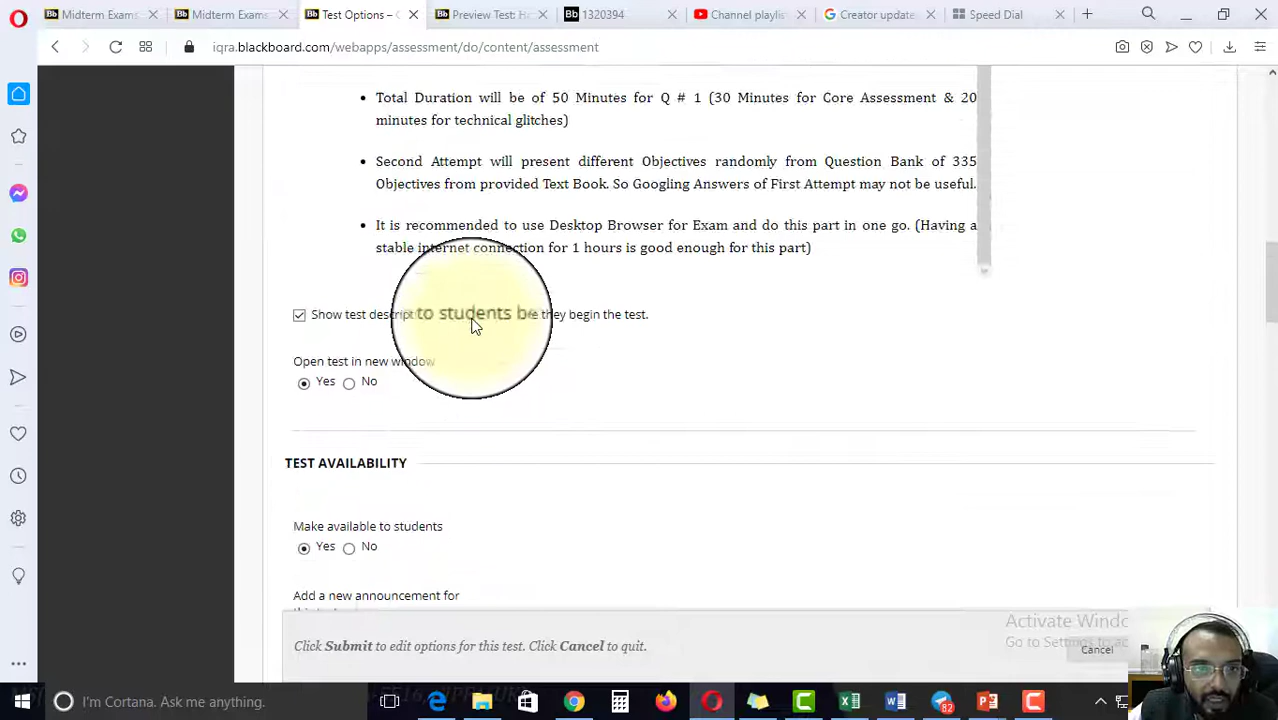 Midterm Exams
Midterm Exams
Test Options – C
Preview Test: Ha
Bb 1320394
Channel playlis
Creator update
Speed Dial
iqra.blackboard.com/webapps/assessment/do/content/assessment
• Total Duration will be of 50 Minutes for Q # 1 (30 Minutes for Core Assessment & 20
minutes for technical glitches)
• Second Attempt will present different Objectives randomly from Question Bank of 335
Objectives from provided Text Book. So Googling Answers of First Attempt may not be useful.
• It is recommended to use Desktop Browser for Exam and do this part in one go. (Having a
stable internet connection for 1 hours is good enough for this part)
Show test descript to students be e they begin the test.
Open test in new window
Yes No
TEST AVAILABILITY
Make available to students
Yes No
Add a new announcement for
Click Submit to edit options for this test. Click Cancel to quit.
Activate Windo
Go to Settings to ac
Cancel
I'm Cortana. Ask me anything.
82